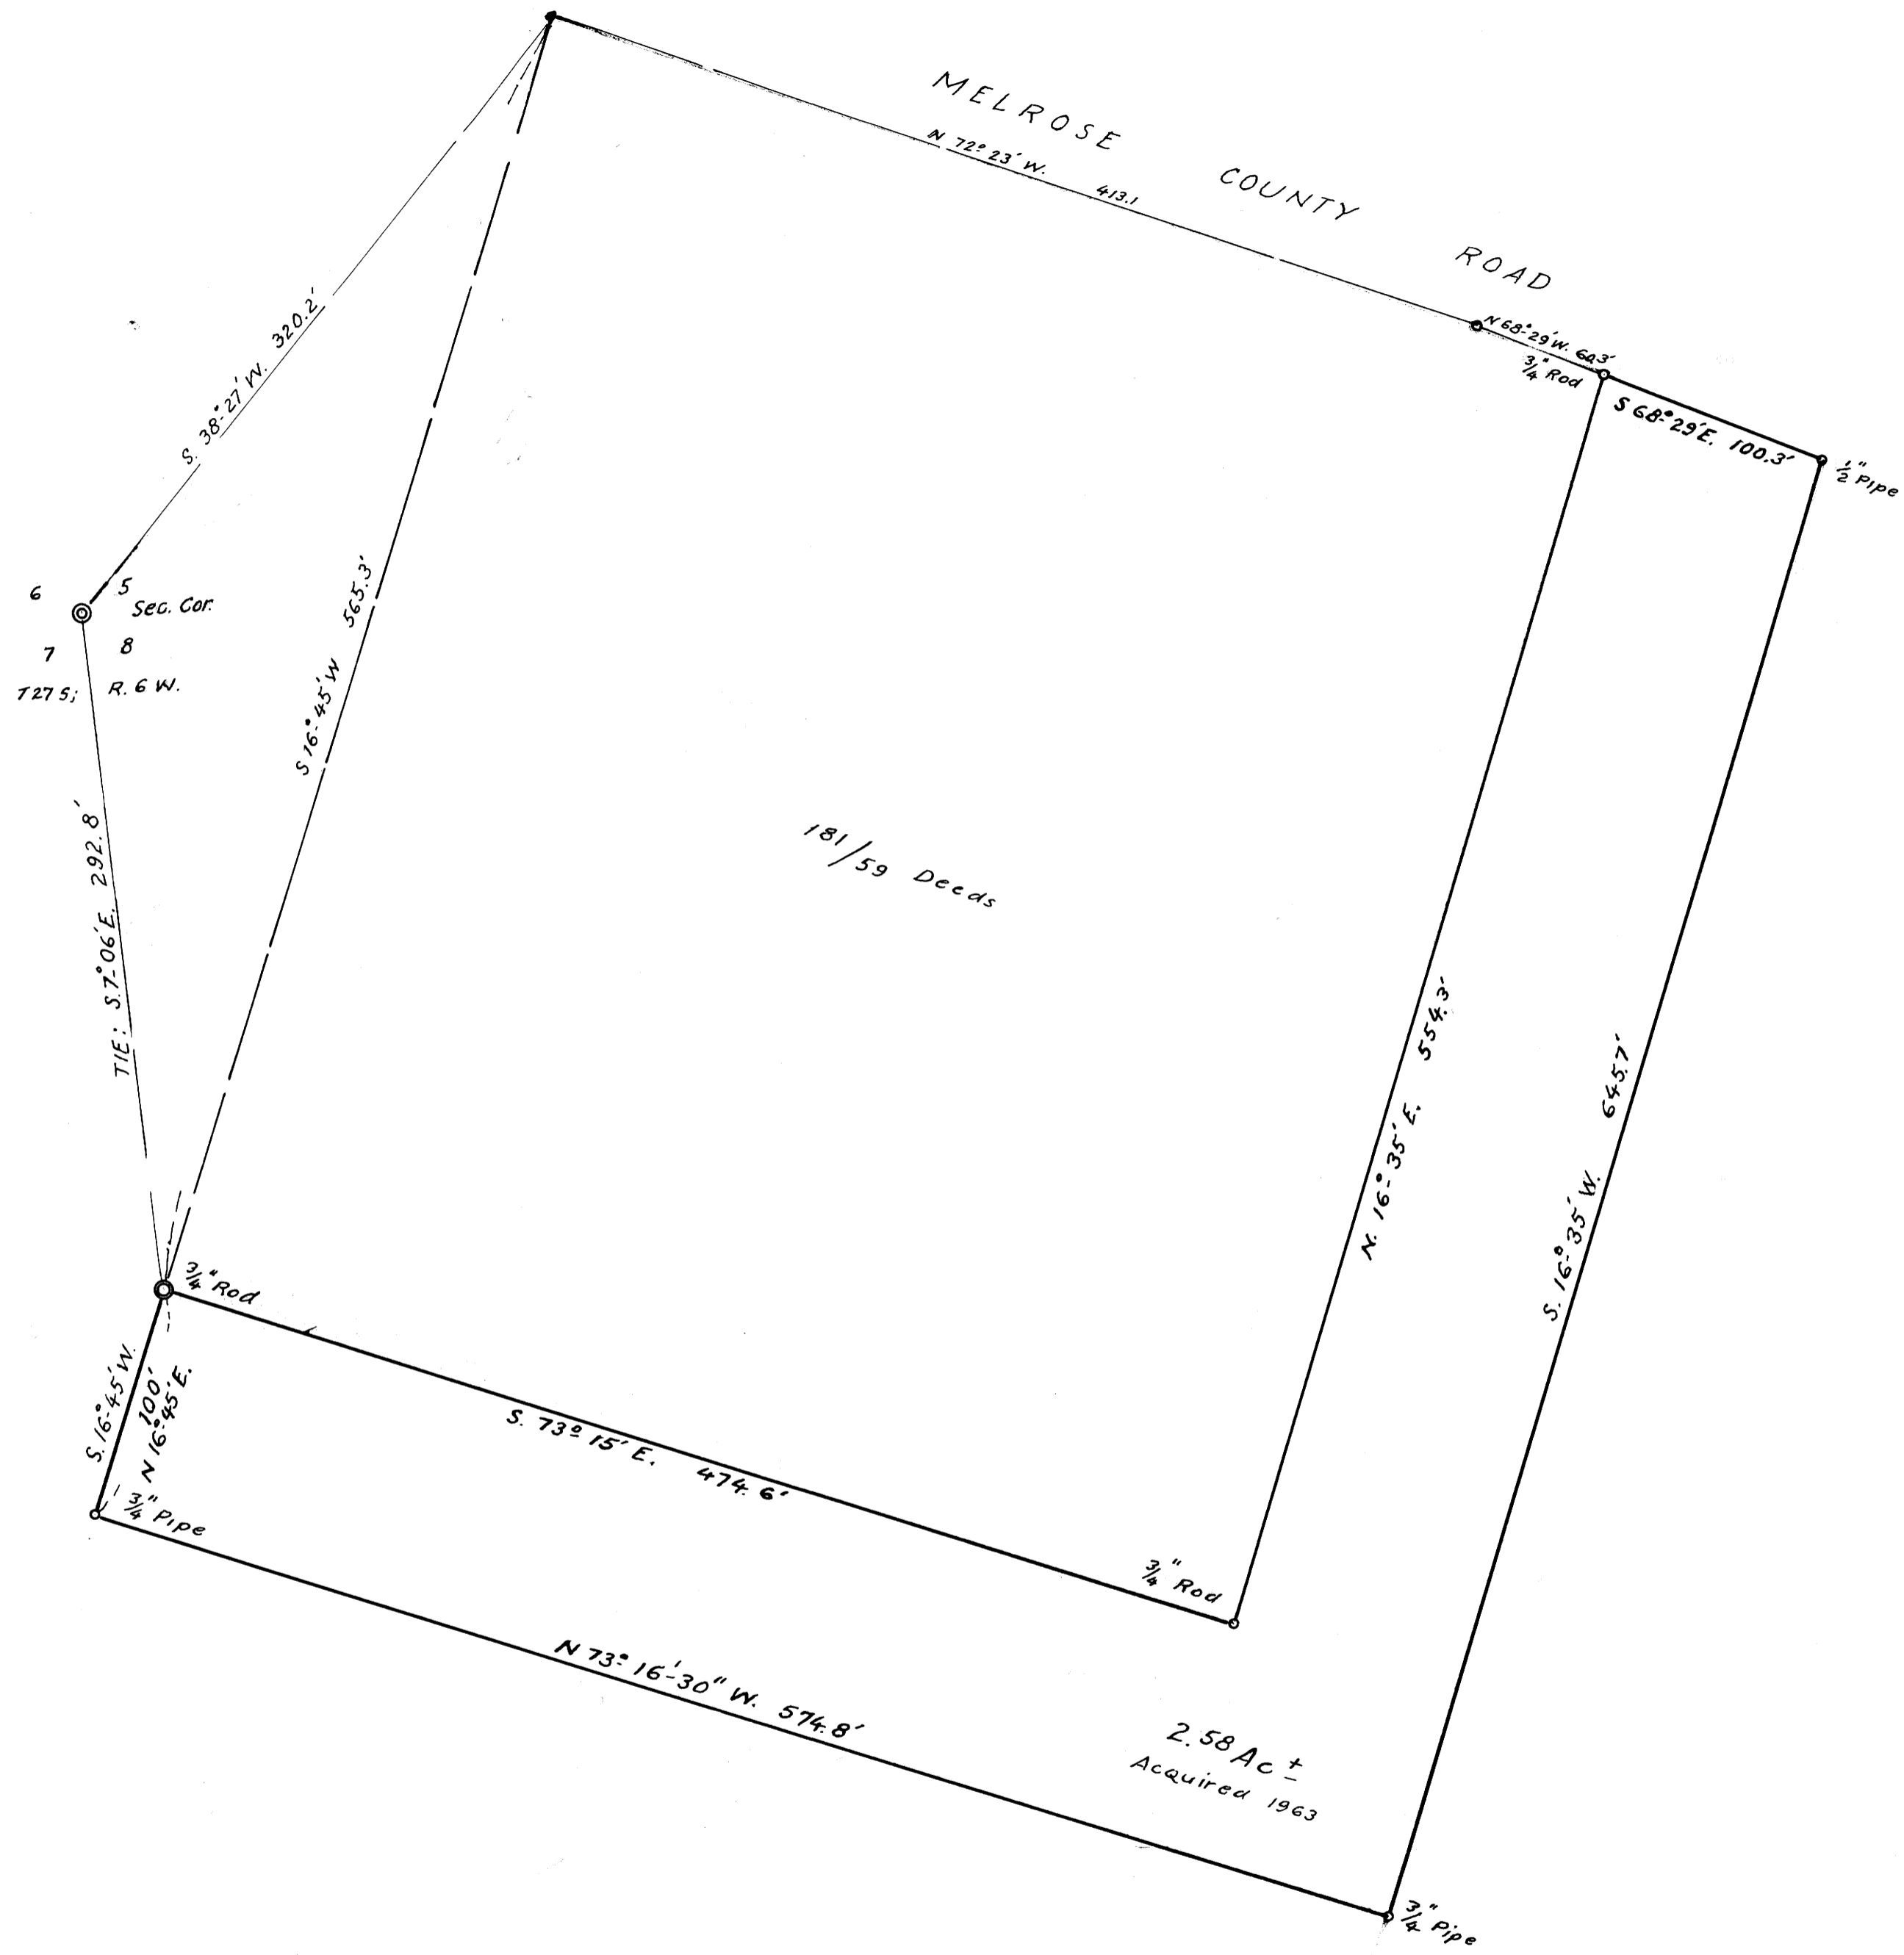 MELROSE COUNTY ROAD
N 72° 23' W. 413.1
N 68°-29' W. 60.3'
3/4" Rod
S 68°-29' E. 100.3'
1/2" Pipe
S. 38°-27' W. 320.2'
6 5
Sec. Cor.
7 8
T27 S; R. 6 W.
S 16°-45' W 565.3'
TIE: S. 7°-06' E. 292.8'
181/59 Deeds
N. 16°-35' E. 554.3'
S. 16°-35' W. 645.7'
3/4" Rod
S. 16°-45' W.
100'
N 16°-45' E.
S. 73° 15' E. 474.6'
3/4" Pipe
3/4" Rod
N 73° 16'-30" W. 574.8'
2.58 Ac ±
Acquired 1963
3/4" Pipe